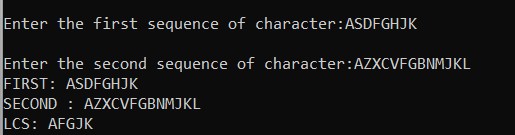 Enter the first sequence of character:ASDFGHJK
Enter the second sequence of character:AZXCVFGBNMJKL
FIRST: ASDFGHJK
SECOND : AZXCVFGBNMJKL
LCS: AFGJK